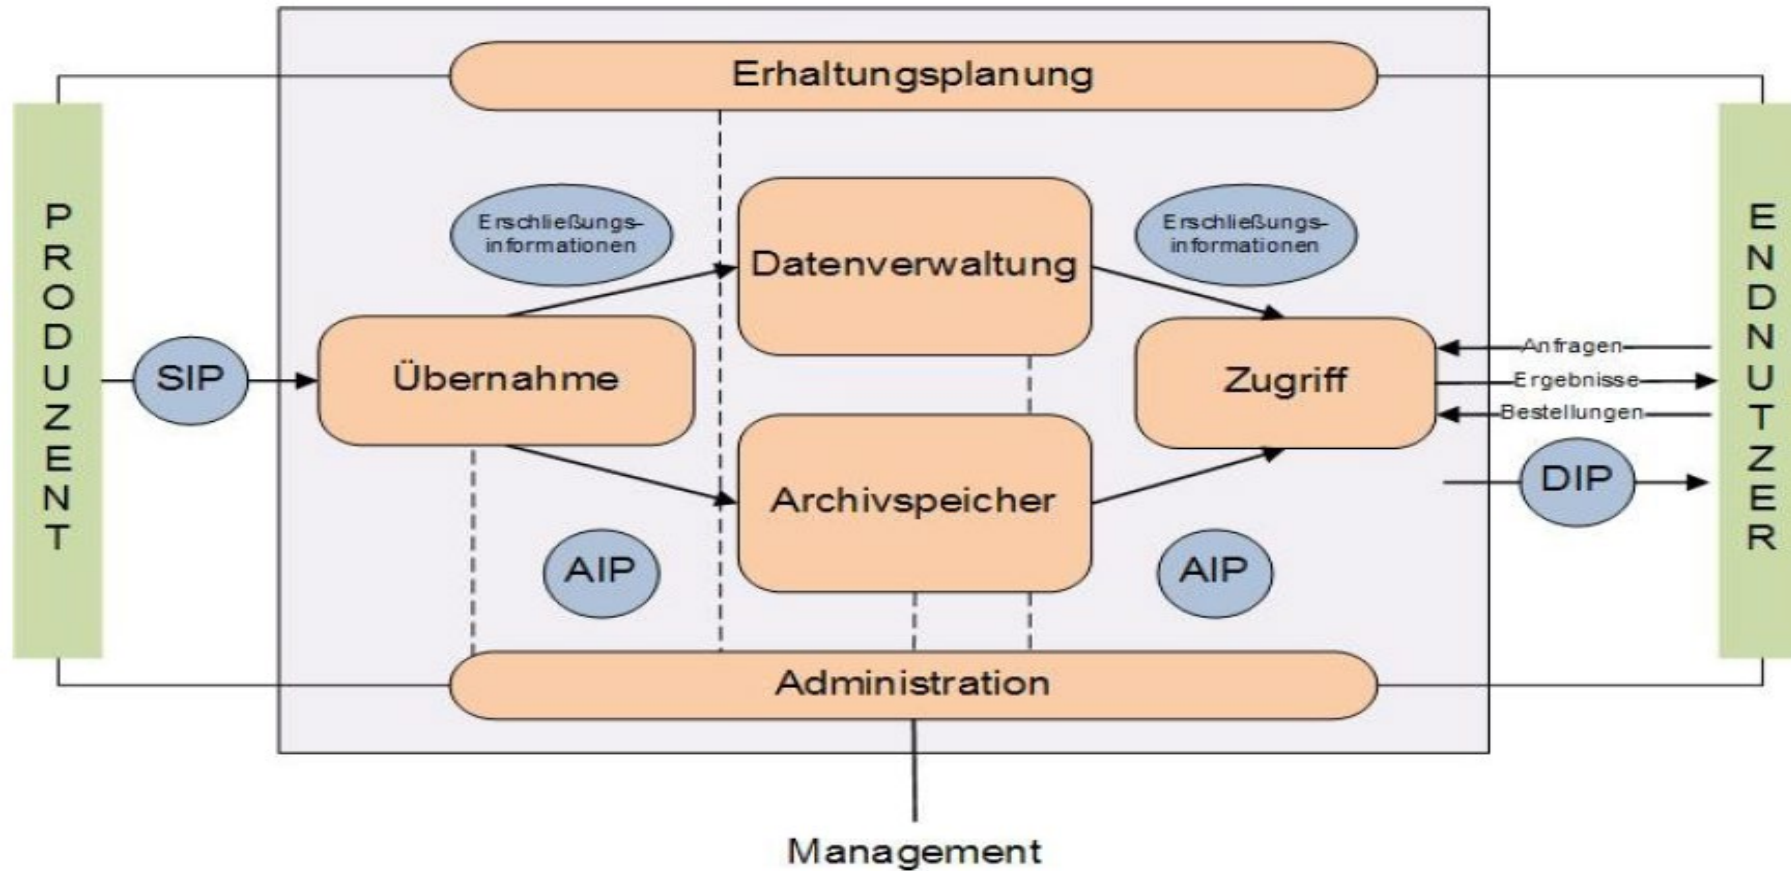 Erhaltungsplanung
PRODUZENT
Erschließungs-
informationen
Datenverwaltung
Erschließungs-
informationen
ENDNUTZER
SIP
Übernahme
Zugriff
Anfragen
Ergebnisse
Bestellungen
Archivspeicher
DIP
AIP
AIP
Administration
Management